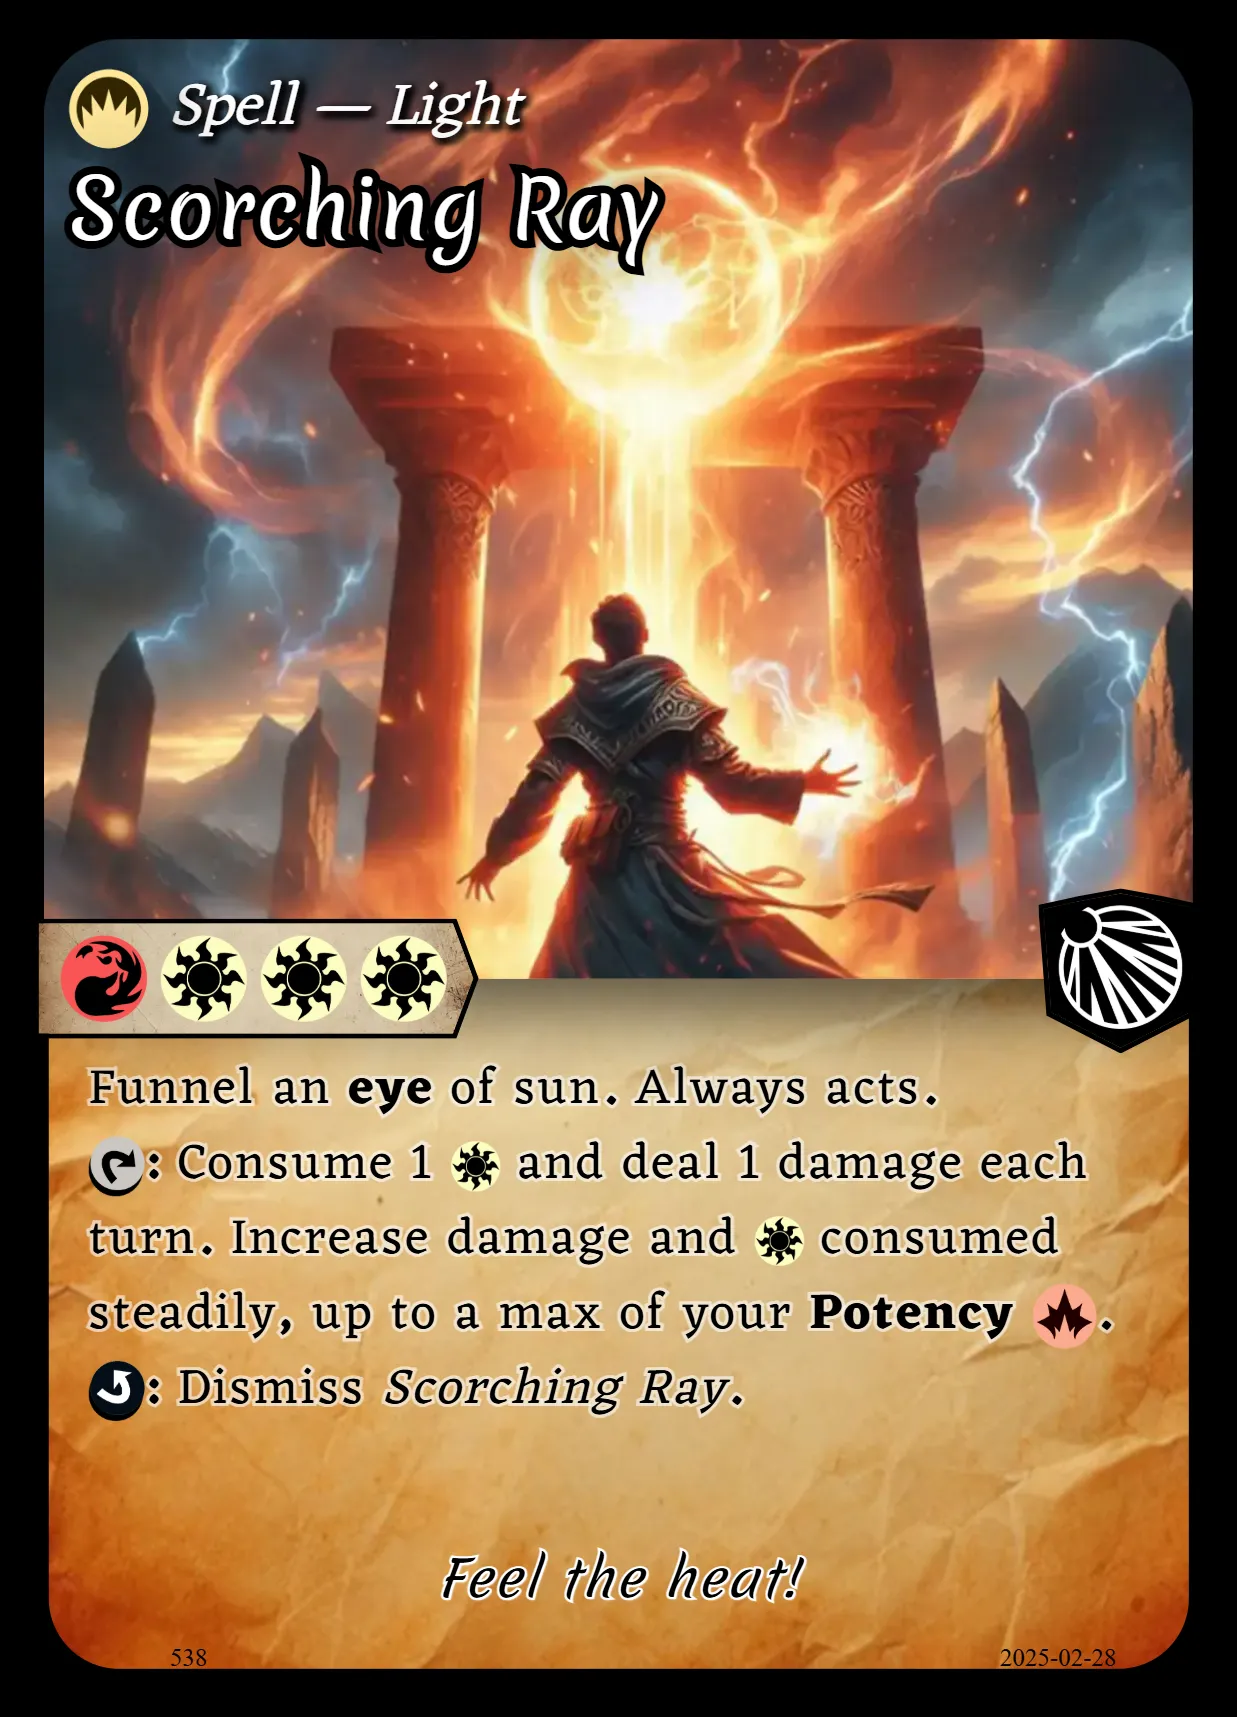 Spell — Light
Scorching Ray
Funnel an eye of sun. Always acts.
: Consume 1 and deal 1 damage each
turn. Increase damage and consumed
steadily, up to a max of your Potency .
: Dismiss Scorching Ray.
Feel the heat!
538
2025-02-28